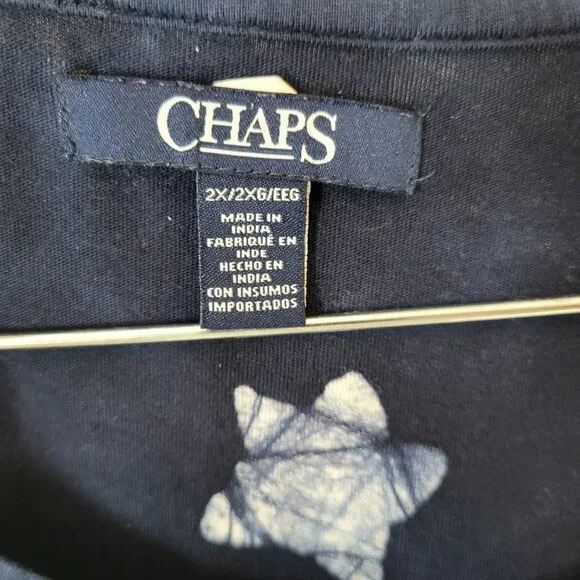 CHAPS
2X/2XG/EEG
MADE IN
INDIA
FABRIQUÉ EN
INDE
HECHO EN
INDIA
CON INSUMOS
IMPORTADOS